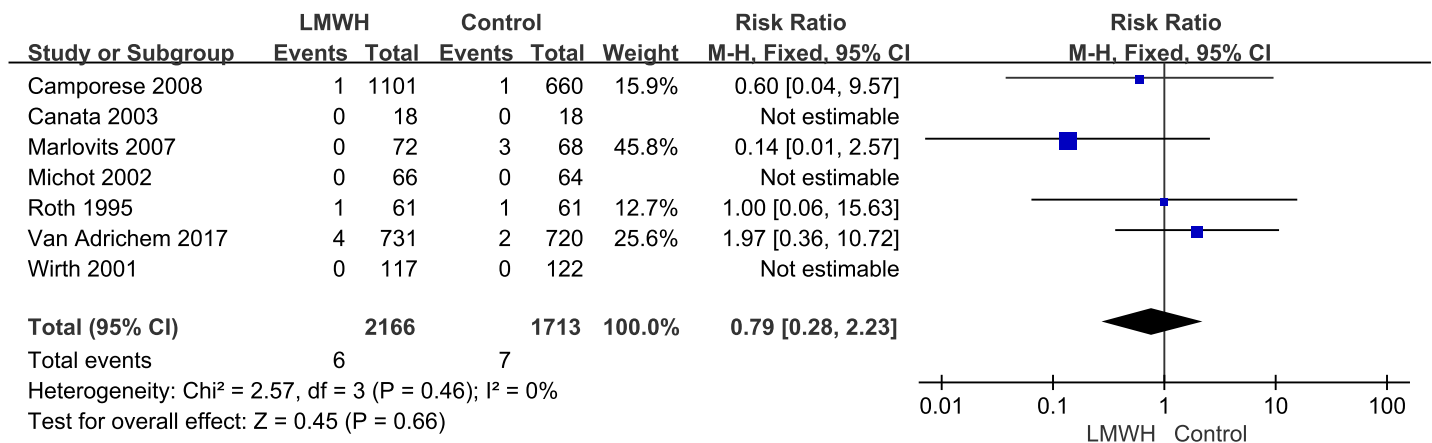 LMWH Control Risk Ratio Risk Ratio
Study or Subgroup Events Total Events Total Weight M-H, Fixed, 95% CI M-H, Fixed, 95% CI
Camporese 2008 1 1101 1 660 15.9% 0.60 [0.04, 9.57]
Canata 2003 0 18 0 18 Not estimable
Marlovits 2007 0 72 3 68 45.8% 0.14 [0.01, 2.57]
Michot 2002 0 66 0 64 Not estimable
Roth 1995 1 61 1 61 12.7% 1.00 [0.06, 15.63]
Van Adrichem 2017 4 731 2 720 25.6% 1.97 [0.36, 10.72]
Wirth 2001 0 117 0 122 Not estimable
Total (95% CI) 2166 1713 100.0% 0.79 [0.28, 2.23]
Total events 6 7
Heterogeneity: Chi² = 2.57, df = 3 (P = 0.46); I² = 0%
Test for overall effect: Z = 0.45 (P = 0.66)
0.01 0.1 1 10 100
LMWH Control